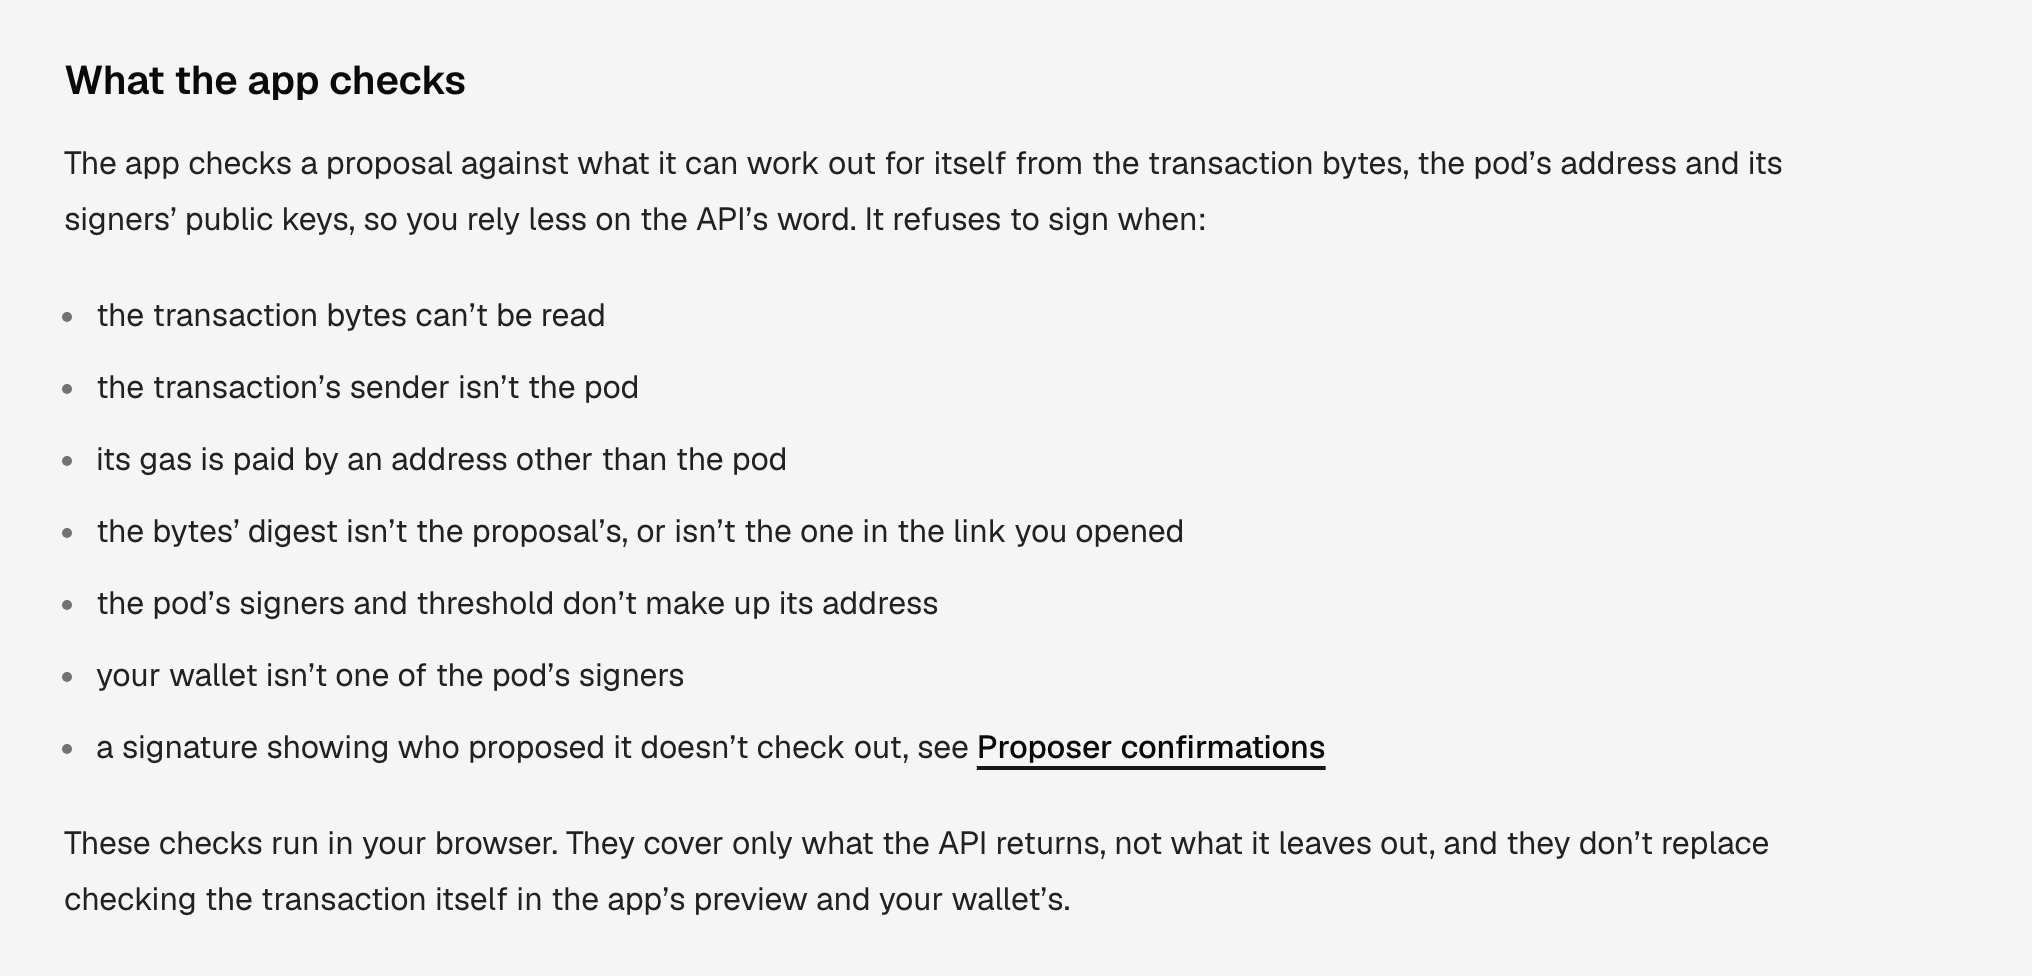 What the app checks
The app checks a proposal against what it can work out for itself from the transaction bytes, the pod’s address and its
signers’ public keys, so you rely less on the API’s word. It refuses to sign when:
• the transaction bytes can’t be read
• the transaction’s sender isn’t the pod
• its gas is paid by an address other than the pod
• the bytes’ digest isn’t the proposal’s, or isn’t the one in the link you opened
• the pod’s signers and threshold don’t make up its address
• your wallet isn’t one of the pod’s signers
• a signature showing who proposed it doesn’t check out, see Proposer confirmations
These checks run in your browser. They cover only what the API returns, not what it leaves out, and they don’t replace
checking the transaction itself in the app’s preview and your wallet’s.